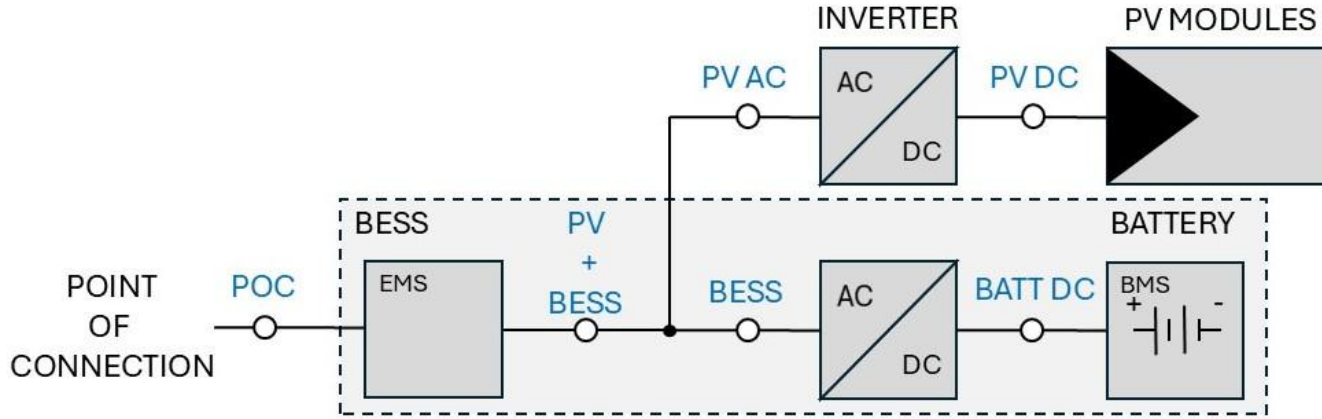 INVERTER
PV MODULES
PV AC
AC
DC
PV DC
BESS
PV
+
BESS
BATTERY
POINT
OF
CONNECTION
POC
EMS
BESS
AC
DC
BATT DC
BMS
+ -